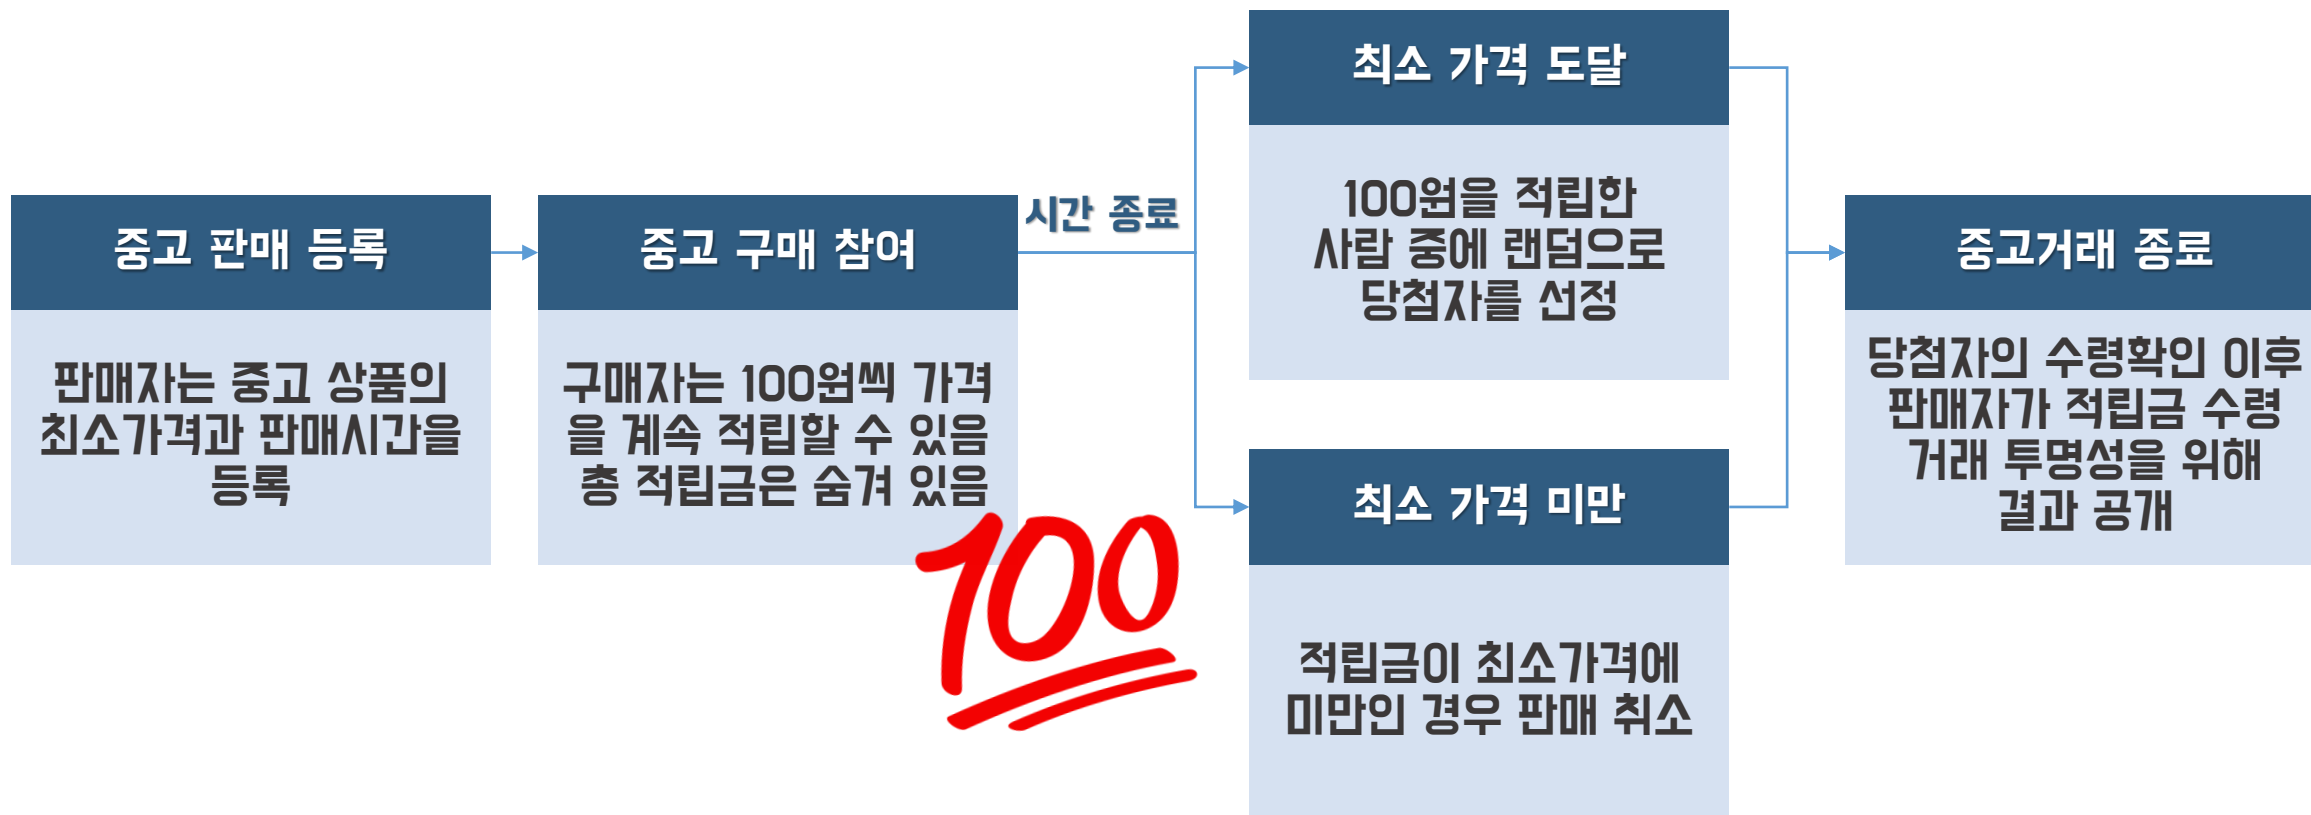 중고 판매 등록
판매자는 중고 상품의
최소가격과 판매시간을
등록
중고 구매 참여
구매자는 100원씩 가격
을 계속 적립할 수 있음
총 적립금은 숨겨 있음
100
시간 종료
최소 가격 도달
100원을 적립한
사람 중에 랜덤으로
당첨자를 선정
최소 가격 미만
적립금이 최소가격에
미만인 경우 판매 취소
중고거래 종료
당첨자의 수령확인 이후
판매자가 적립금 수령
거래 투명성을 위해
결과 공개